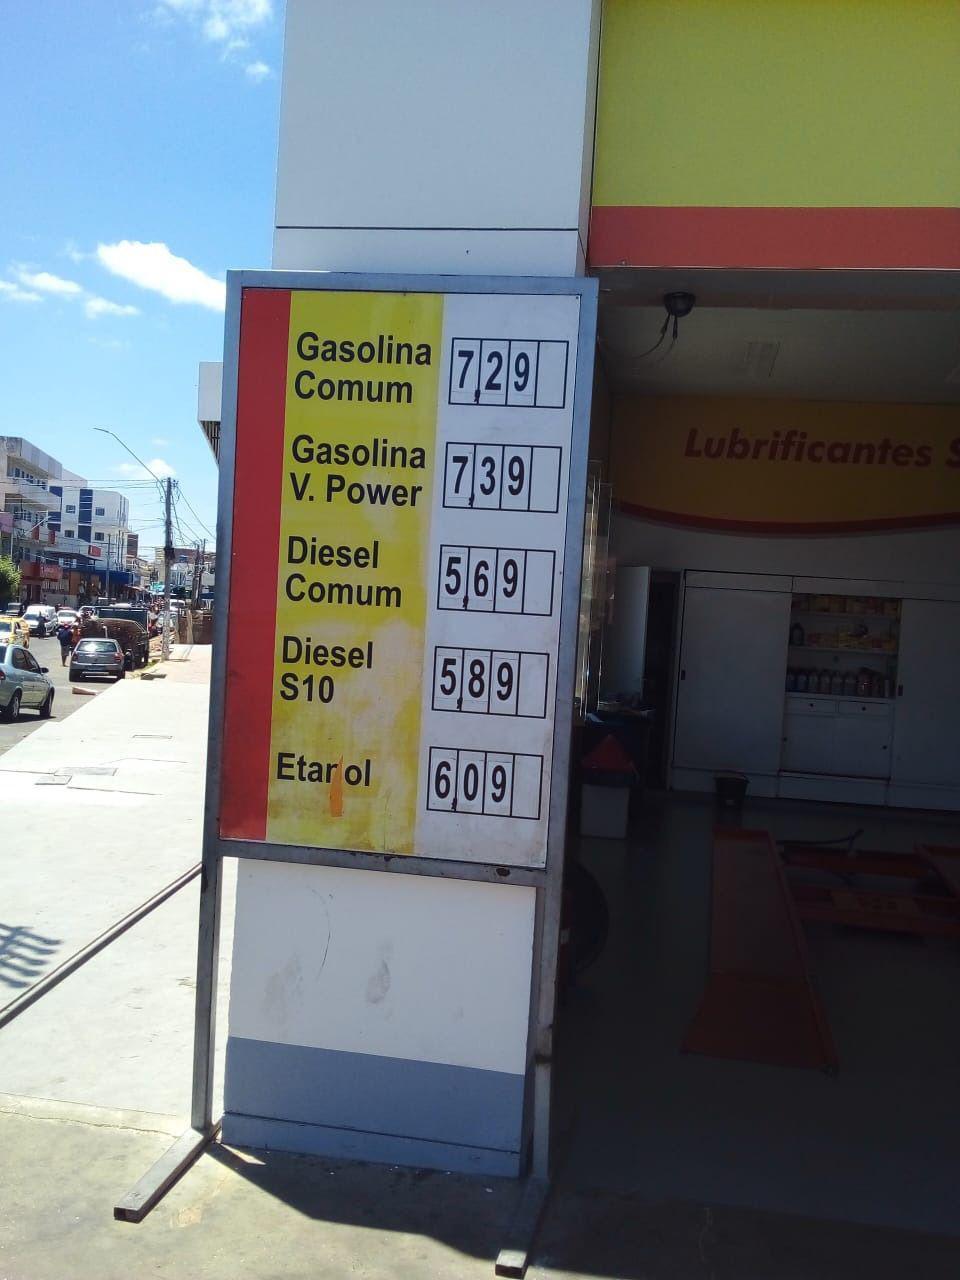 Gasolina
Comum 7,29
Gasolina
V. Power 7,39
Diesel
Comum 5,69
Diesel
S10 5,89
Etanol 6,09
Lubrificantes S